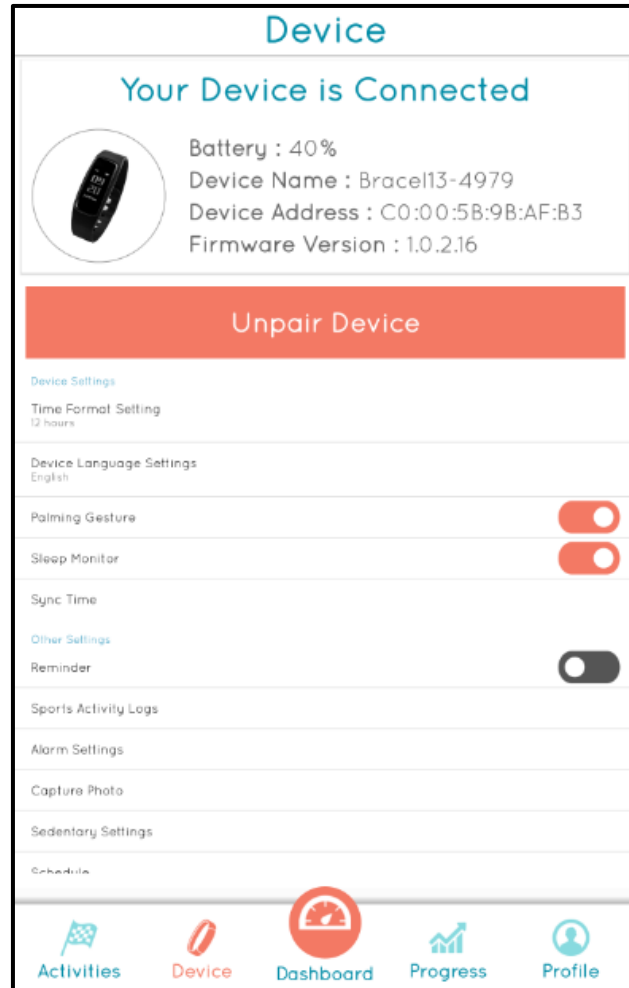 Device
Your Device is Connected
Battery : 40%
Device Name : Bracel13-4979
Device Address : C0:00:5B:9B:AF:B3
Firmware Version : 1.0.2.16
Unpair Device
Device Settings
Time Format Setting
12 hours
Device Language Settings
English
Palming Gesture
Sleep Monitor
Sync Time
Other Settings
Reminder
Sports Activity Logs
Alarm Settings
Capture Photo
Sedentary Settings
Schedule
Activities
Device
Dashboard
Progress
Profile